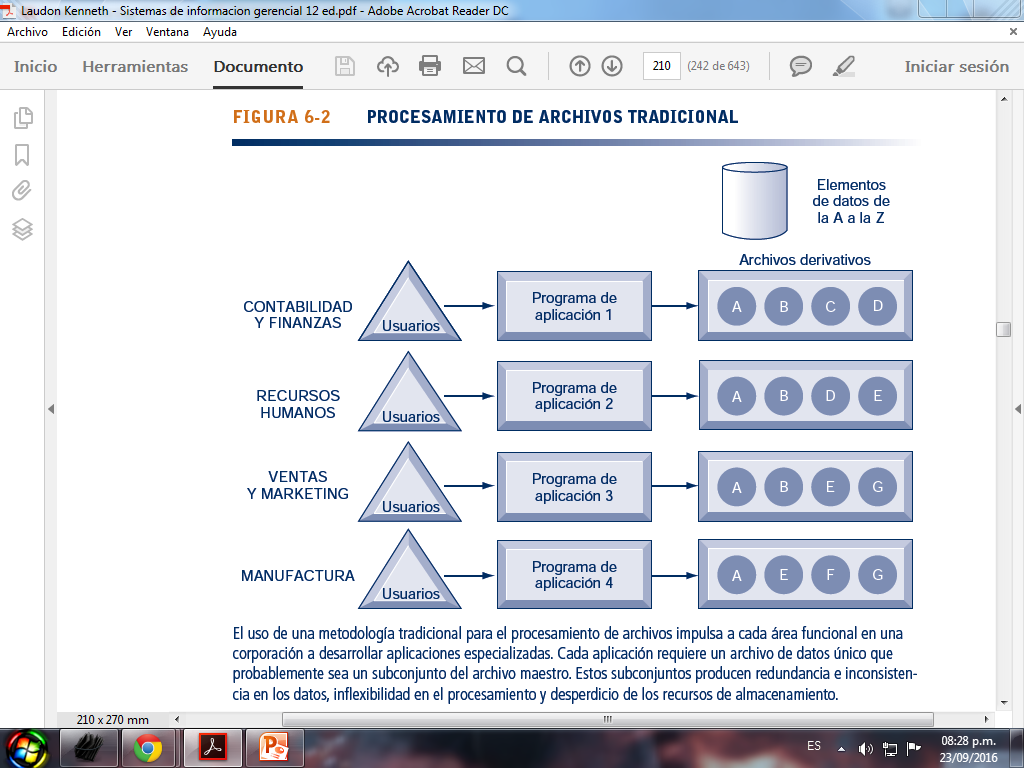 Laudon Kenneth - Sistemas de informacion gerencial 12 ed.pdf - Adobe Acrobat Reader DC
Archivo Edición Ver Ventana Ayuda
Inicio Herramientas Documento 210 (242 de 643) Iniciar sesión
FIGURA 6-2 PROCESAMIENTO DE ARCHIVOS TRADICIONAL
Elementos
de datos de
la A a la Z
Archivos derivativos
CONTABILIDAD
Y FINANZAS
Usuarios
Programa de
aplicación 1
A B C D
RECURSOS
HUMANOS
Usuarios
Programa de
aplicación 2
A B D E
VENTAS
Y MARKETING
Usuarios
Programa de
aplicación 3
A B E G
MANUFACTURA
Usuarios
Programa de
aplicación 4
A E F G
El uso de una metodología tradicional para el procesamiento de archivos impulsa a cada área funcional en una
corporación a desarrollar aplicaciones especializadas. Cada aplicación requiere un archivo de datos único que
probablemente sea un subconjunto del archivo maestro. Estos subconjuntos producen redundancia e inconsisten-
cia en los datos, inflexibilidad en el procesamiento y desperdicio de los recursos de almacenamiento.
210 x 270 mm
ES
08:28 p.m.
23/09/2016